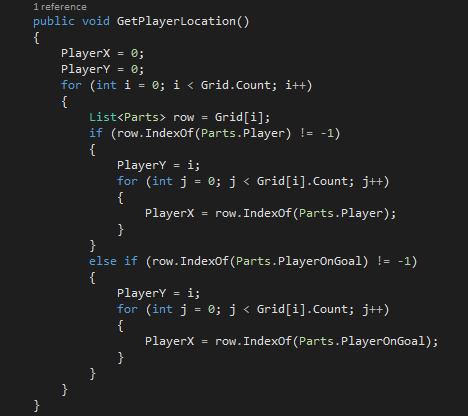 1 reference
public void GetPlayerLocation()
{
    PlayerX = 0;
    PlayerY = 0;
    for (int i = 0; i < Grid.Count; i++)
    {
        List<Parts> row = Grid[i];
        if (row.IndexOf(Parts.Player) != -1)
        {
            PlayerY = i;
            for (int j = 0; j < Grid[i].Count; j++)
            {
                PlayerX = row.IndexOf(Parts.Player);
            }
        }
        else if (row.IndexOf(Parts.PlayerOnGoal) != -1)
        {
            PlayerY = i;
            for (int j = 0; j < Grid[i].Count; j++)
            {
                PlayerX = row.IndexOf(Parts.PlayerOnGoal);
            }
        }
    }
}